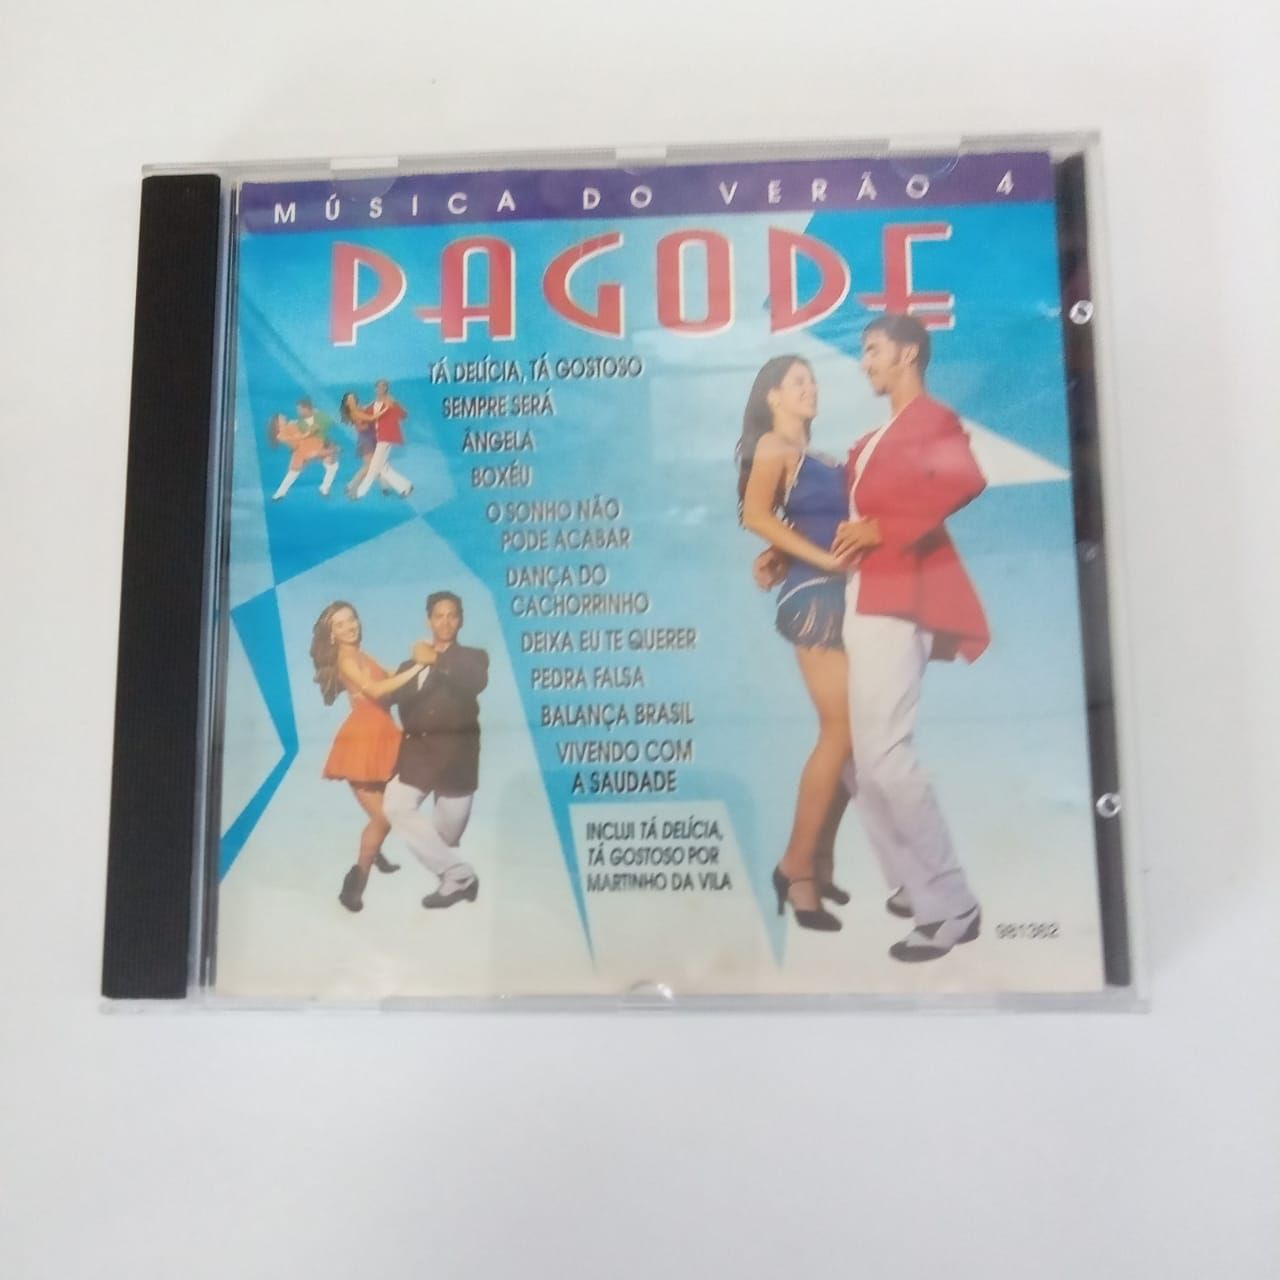 MÚSICA DO VERÃO 4
PAGODE
TÁ DELÍCIA, TÁ GOSTOSO
SEMPRE SERÁ
ÂNGELA
BOXÉU
O SONHO NÃO
PODE ACABAR
DANÇA DO
CACHORRINHO
DEIXA EU TE QUERER
PEDRA FALSA
BALANÇA BRASIL
VIVENDO COM
A SAUDADE
INCLUI TÁ DELÍCIA,
TÁ GOSTOSO POR
MARTINHO DA VILA
981362